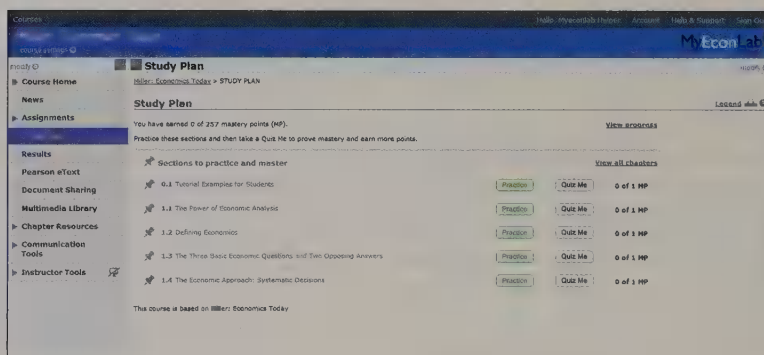 Courses
Hello, Myeconlab Account Help & Support Sign Ou
MyEconLab
course settings
modify
Study Plan
Course Home
Miller: Economics Today > STUDY PLAN
News
Study Plan
Legend
Assignments
You have earned 0 of 257 mastery points (MP).
View progress
Practice these sections and then take a Quiz Me to prove mastery and earn more points.
Results
Sections to practice and master
View all chapters
Pearson eText
0.1 Tutorial Examples for Students Practice Quiz Me 0 of 1 MP
Document Sharing
Multimedia Library
1.1 The Power of Economic Analysis Practice Quiz Me 0 of 1 MP
Chapter Resources
1.2 Defining Economics Practice Quiz Me 0 of 1 MP
Communication
Tools
1.3 The Three Basic Economic Questions and Two Opposing Answers Practice Quiz Me 0 of 1 MP
Instructor Tools
1.4 The Economic Approach: Systematic Decisions Practice Quiz Me 0 of 1 MP
This course is based on Miller: Economics Today